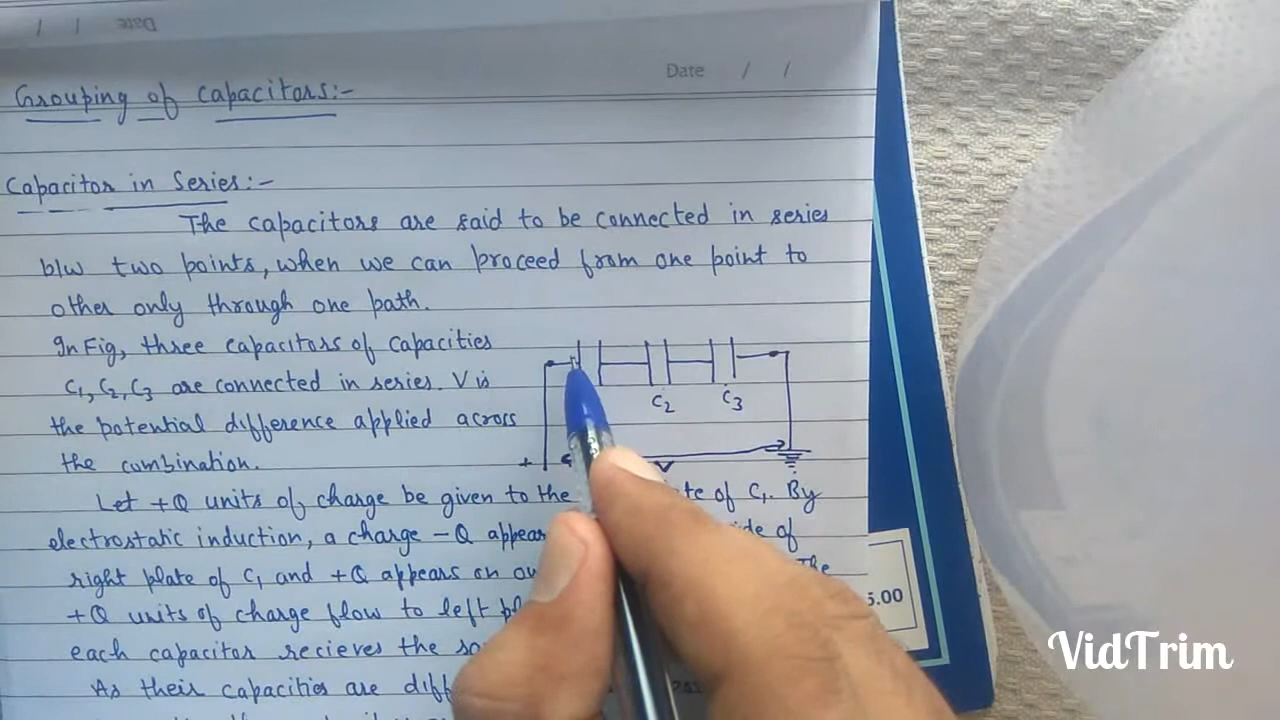 Date / /
Date / /
Grouping of Capacitors:-
Capacitor in Series:-
The capacitors are said to be connected in series
b/w two points, when we can proceed from one point to
other only through one path.
In Fig, three capacitors of capacities
C1, C2, C3 are connected in series. V is
the potential difference applied across
the combination.
C2 C3
+ V
Let +Q units of charge be given to the of C1. By
electrostatic induction, a charge -Q appear of
right plate of C1 and +Q appears on The
+Q units of charge flow to left
each capacitor recieves the
As their capacities are
5.00
VidTrim